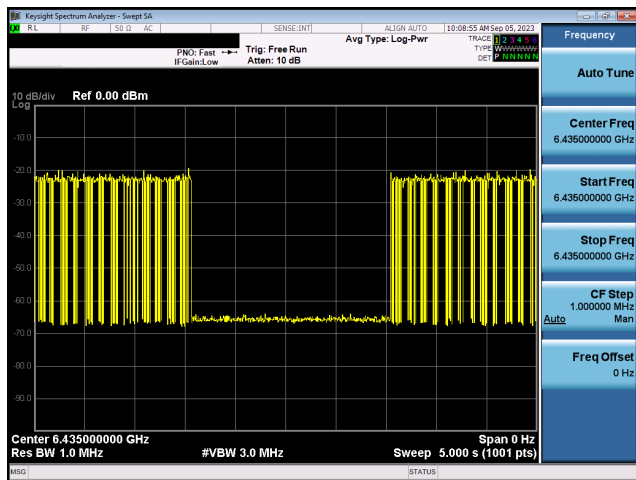 Keysight Spectrum Analyzer - Swept SA
RL RF 50 Ω AC SENSE:INT ALIGN AUTO 10:08:55 AM Sep 05, 2023
Avg Type: Log-Pwr TRACE 1 2 3 4 5 6
PNO: Fast Trig: Free Run TYPE WWWWWW
IFGain:Low Atten: 10 dB DET P NNNNN
10 dB/div Ref 0.00 dBm
Log
-10.0
-20.0
-30.0
-40.0
-50.0
-60.0
-70.0
-80.0
-90.0
Center 6.435000000 GHz Span 0 Hz
Res BW 1.0 MHz #VBW 3.0 MHz Sweep 5.000 s (1001 pts)
MSG STATUS
Frequency
Auto Tune
Center Freq
6.435000000 GHz
Start Freq
6.435000000 GHz
Stop Freq
6.435000000 GHz
CF Step
1.000000 MHz
Auto Man
Freq Offset
0 Hz